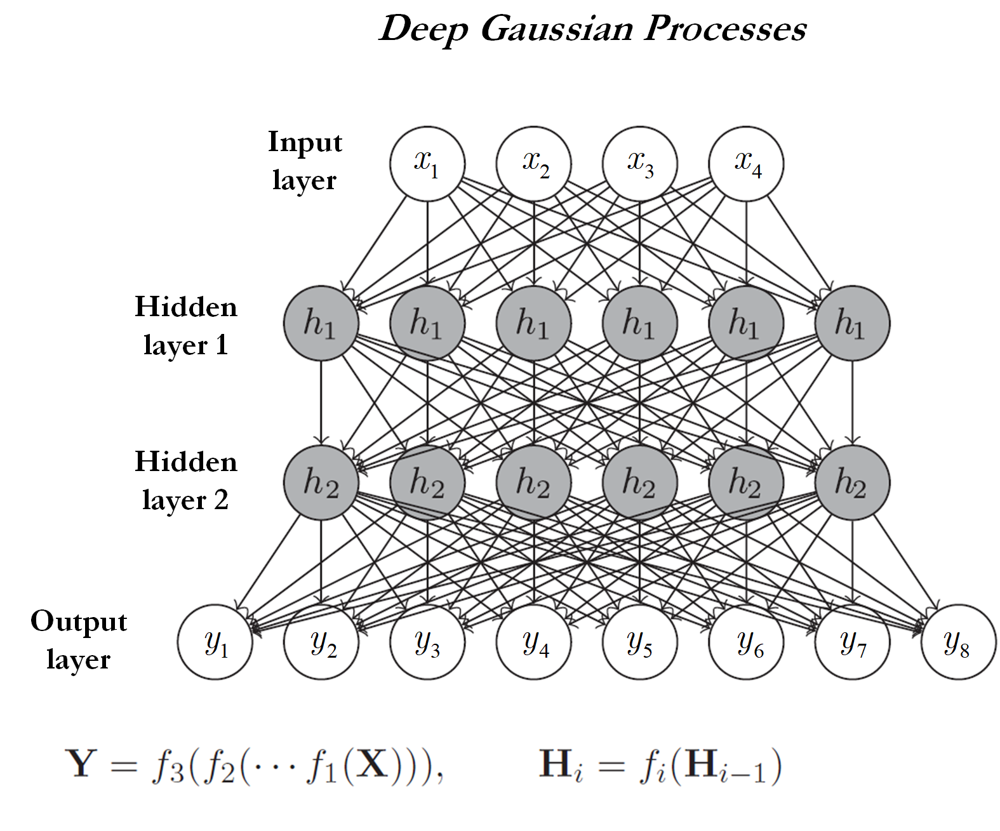 Deep Gaussian Processes
Input
layer
x₁ x₂ x₃ x₄
Hidden
layer 1
h₁ h₁ h₁ h₁ h₁ h₁
Hidden
layer 2
h₂ h₂ h₂ h₂ h₂ h₂
Output
layer
y₁ y₂ y₃ y₄ y₅ y₆ y₇ y₈
Y = f₃(f₂(⋯ f₁(X))), Hᵢ = fᵢ(Hᵢ₋₁)